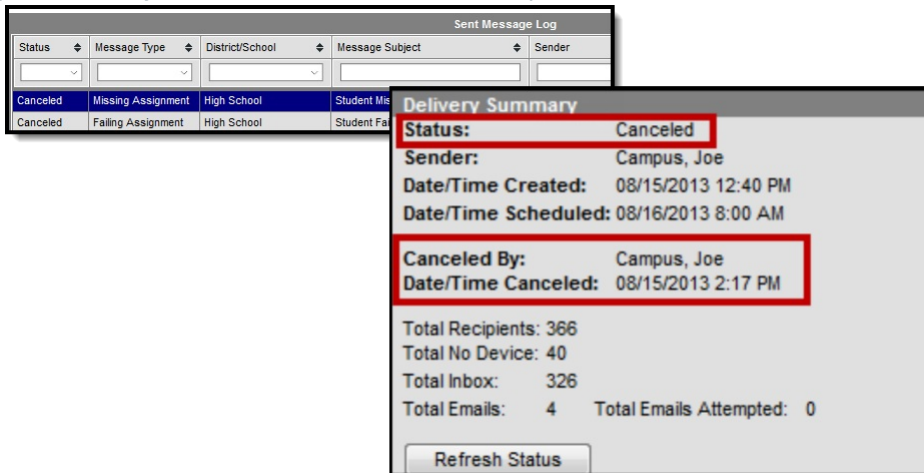 Sent Message Log
Status Message Type District/School Message Subject Sender
Canceled Missing Assignment High School Student Mis
Canceled Failing Assignment High School Student Fai
Delivery Summary
Status: Canceled
Sender: Campus, Joe
Date/Time Created: 08/15/2013 12:40 PM
Date/Time Scheduled: 08/16/2013 8:00 AM
Canceled By: Campus, Joe
Date/Time Canceled: 08/15/2013 2:17 PM
Total Recipients: 366
Total No Device: 40
Total Inbox: 326
Total Emails: 4 Total Emails Attempted: 0
Refresh Status